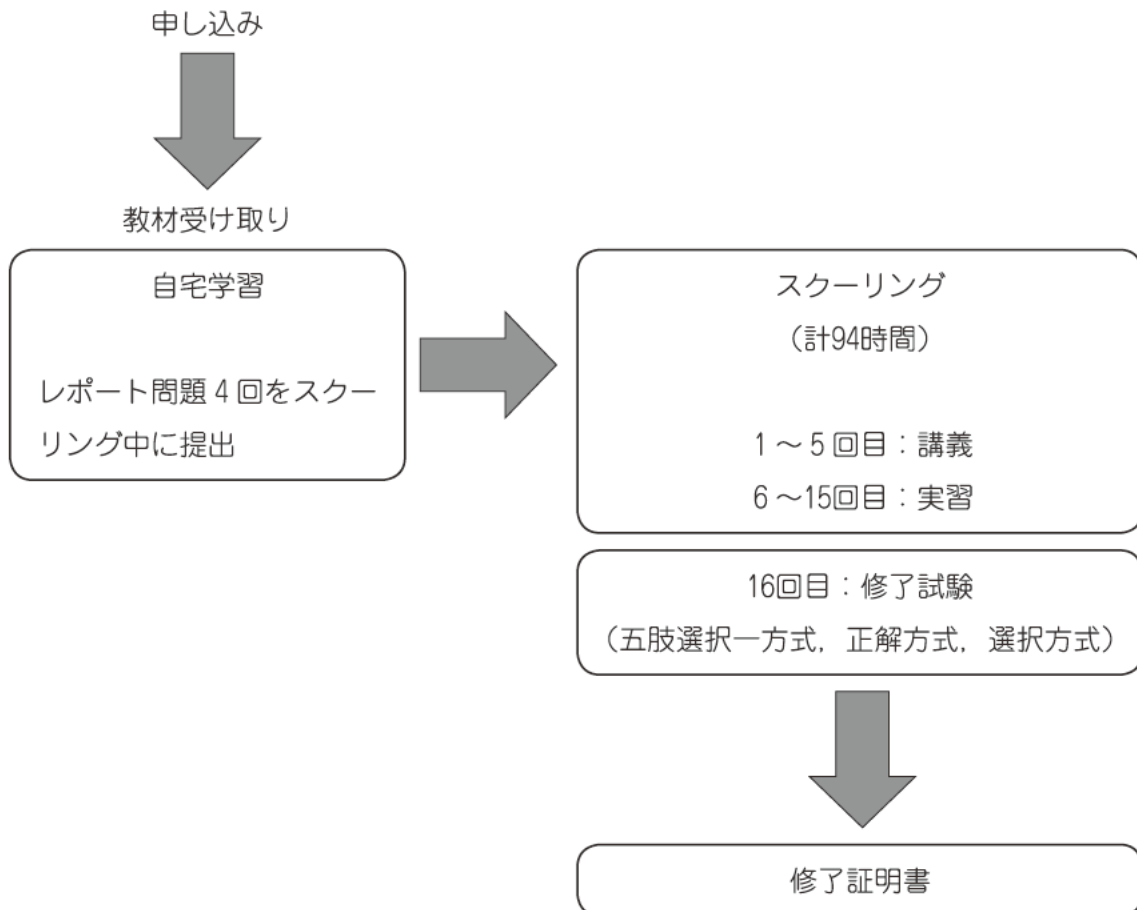 申し込み
教材受け取り
自宅学習
レポート問題4回をスクー
リング中に提出
スクーリング
(計94時間)
1〜5回目:講義
6〜15回目:実習
16回目:修了試験
(五肢選択一方式, 正解方式, 選択方式)
修了証明書